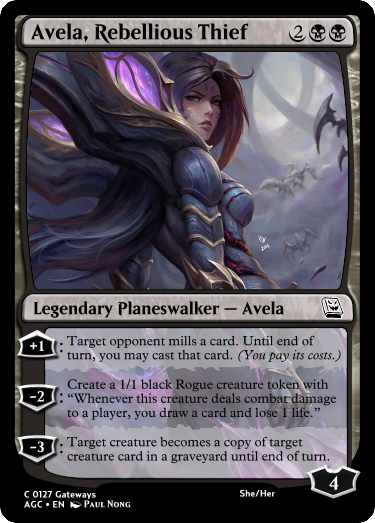 Avela, Rebellious Thief 2
Legendary Planeswalker — Avela
+1: Target opponent mills a card. Until end of
turn, you may cast that card. (You pay its costs.)
-2: Create a 1/1 black Rogue creature token with
“Whenever this creature deals combat damage
to a player, you draw a card and lose 1 life.”
-3: Target creature becomes a copy of target
creature card in a graveyard until end of turn.
4
C 0127 Gateways
She/Her
AGC • EN Paul Nong